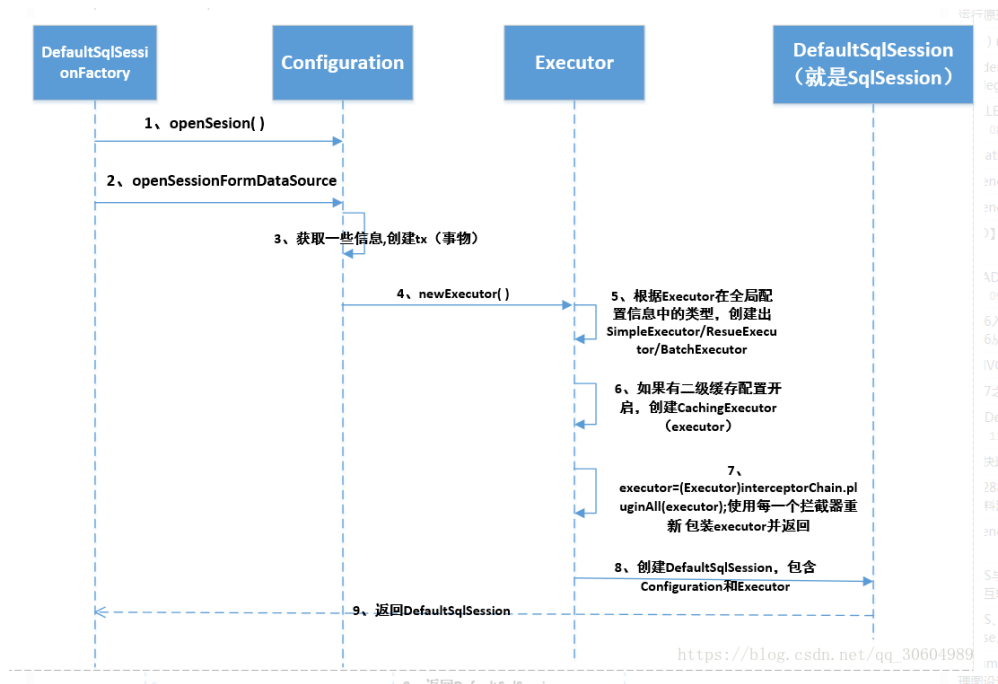 DefaultSqlSessi
onFactory
Configuration
Executor
DefaultSqlSession
（就是SqlSession）
1、openSesion( )
2、openSessionFormDataSource
3、获取一些信息,创建tx（事物）
4、newExecutor( )
5、根据Executor在全局配
置信息中的类型，创建出
SimpleExecutor/ResueExecu
tor/BatchExecutor
6、如果有二级缓存配置开
启，创建CachingExecutor
（executor）
7、
executor=(Executor)interceptorChain.pl
uginAll(executor);使用每一个拦截器重
新 包装executor并返回
8、创建DefaultSqlSession，包含
Configuration和Executor
9、返回DefaultSqlSession
https://blog.csdn.net/qq_30604989